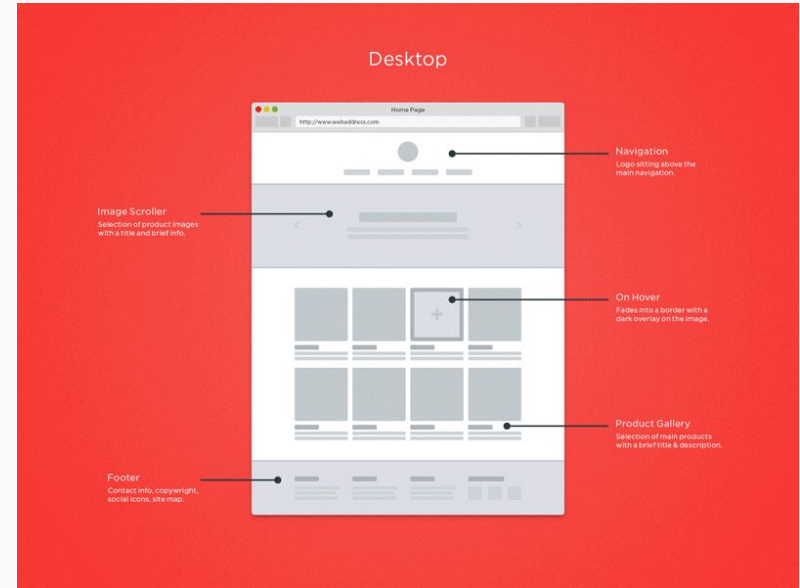 Desktop
Home Page
http://www.webaddress.com
Navigation
Logo sitting above the
main navigation.
Image Scroller
Selection of product images
with a title and brief info.
On Hover
Fades into a border with a
dark overlay on the image.
Product Gallery
Selection of main products
with a brief title & description.
Footer
Contact info, copywright,
social icons, site map.